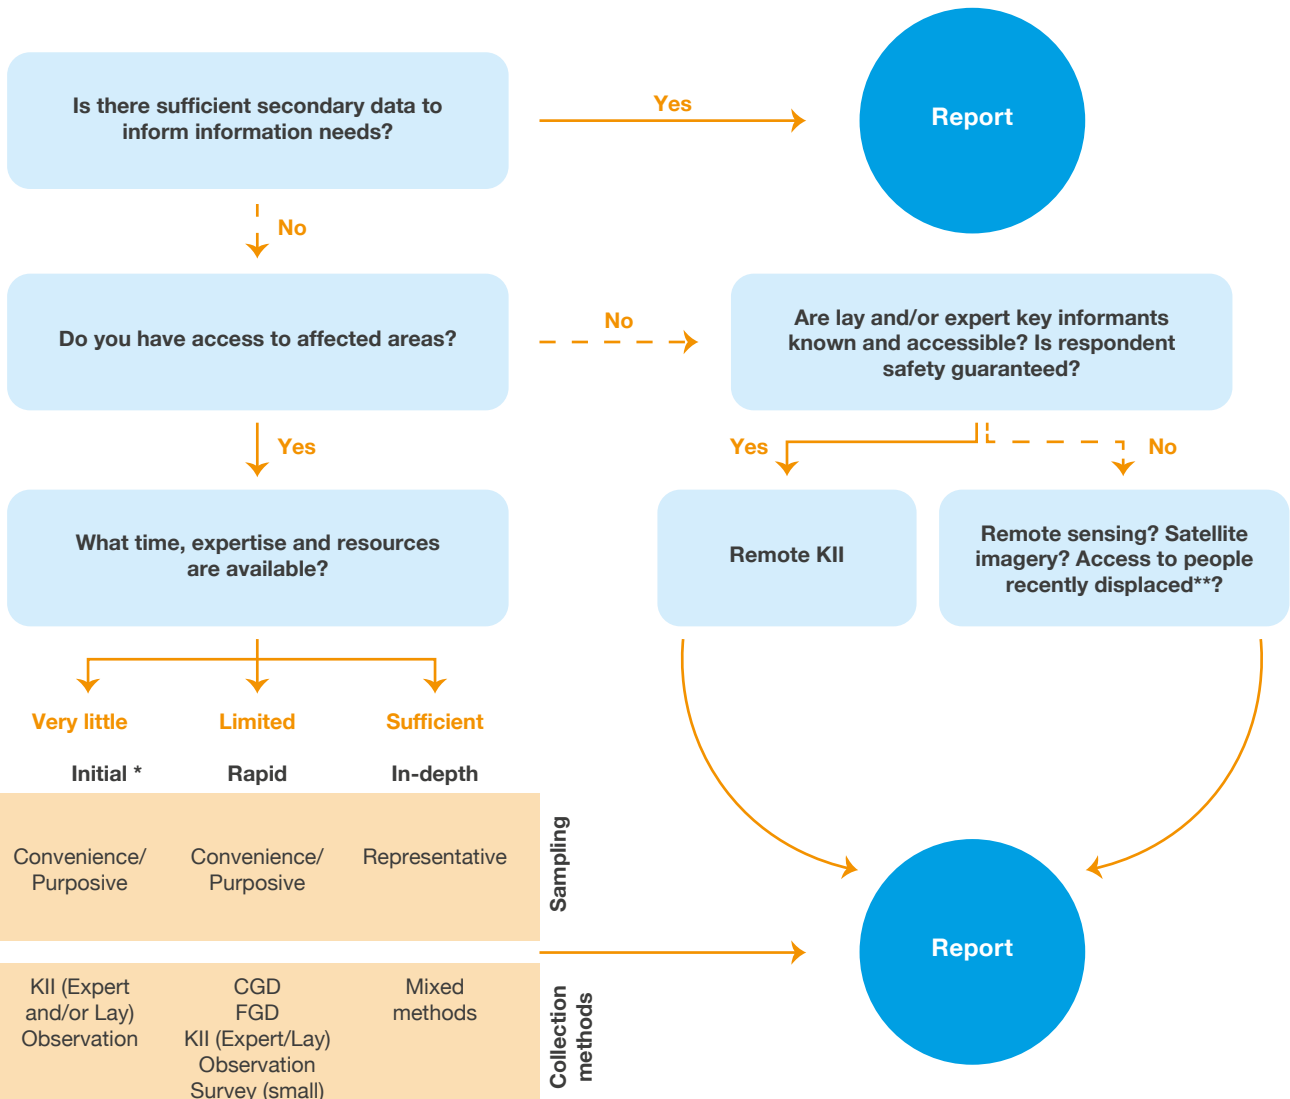 Is there sufficient secondary data to
inform information needs?
Yes
Report
No
Do you have access to affected areas?
No
Are lay and/or expert key informants
known and accessible? Is respondent
safety guaranteed?
Yes
Yes
No
What time, expertise and resources
are available?
Remote KII
Remote sensing? Satellite
imagery? Access to people
recently displaced**?
Very little
Limited
Sufficient
Initial *
Rapid
In-depth
Convenience/
Purposive
Convenience/
Purposive
Representative
Sampling
Report
KII (Expert
and/or Lay)
Observation
CGD
FGD
KII (Expert/Lay)
Observation
Survey (small)
Mixed
methods
Collection
methods